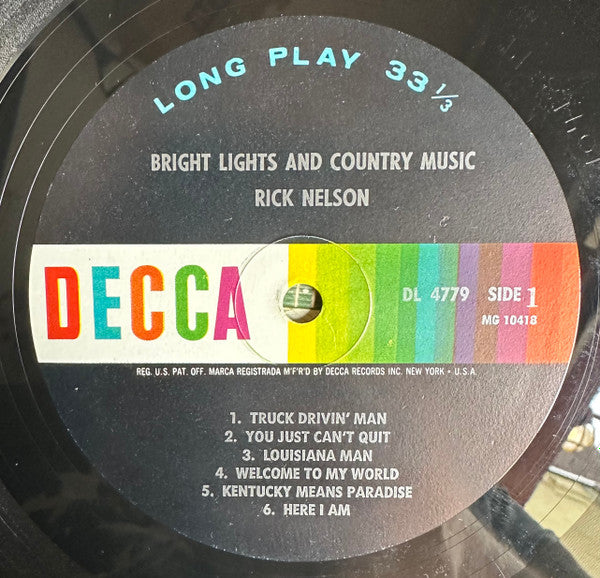 LONG PLAY 33 1/3
BRIGHT LIGHTS AND COUNTRY MUSIC
RICK NELSON
DECCA
DL 4779 SIDE 1
MG 10418
REG. U.S. PAT. OFF. MARCA REGISTRADA M'F'R'D BY DECCA RECORDS INC. NEW YORK • U.S.A.
1. TRUCK DRIVIN' MAN
2. YOU JUST CAN'T QUIT
3. LOUISIANA MAN
4. WELCOME TO MY WORLD
5. KENTUCKY MEANS PARADISE
6. HERE I AM